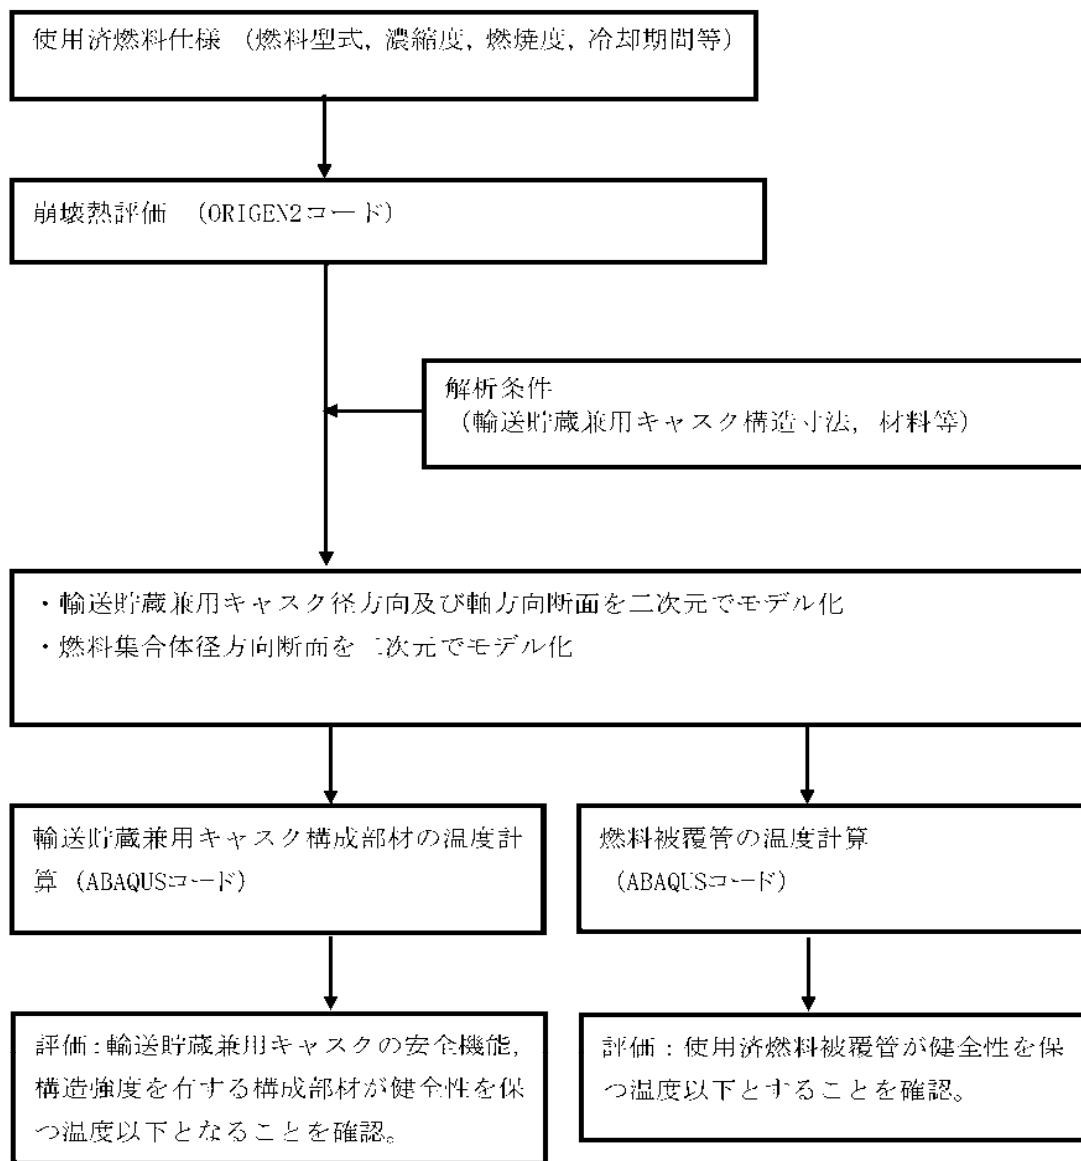 使用済燃料仕様 (燃料型式, 濃縮度, 燃焼度, 冷却期間等)
崩壊熱評価 (ORIGEN2コード)
解析条件
(輸送貯蔵兼用キャスク構造寸法, 材料等)
・輸送貯蔵兼用キャスク径方向及び軸方向断面を二次元でモデル化
・燃料集合体径方向断面を二次元でモデル化
輸送貯蔵兼用キャスク構成部材の温度計
算 (ABAQUSコード)
燃料被覆管の温度計算
(ABAQUSコード)
評価:輸送貯蔵兼用キャスクの安全機能,
構造強度を有する構成部材が健全性を保
つ温度以下となることを確認。
評価:使用済燃料被覆管が健全性を保
つ温度以下とすることを確認。